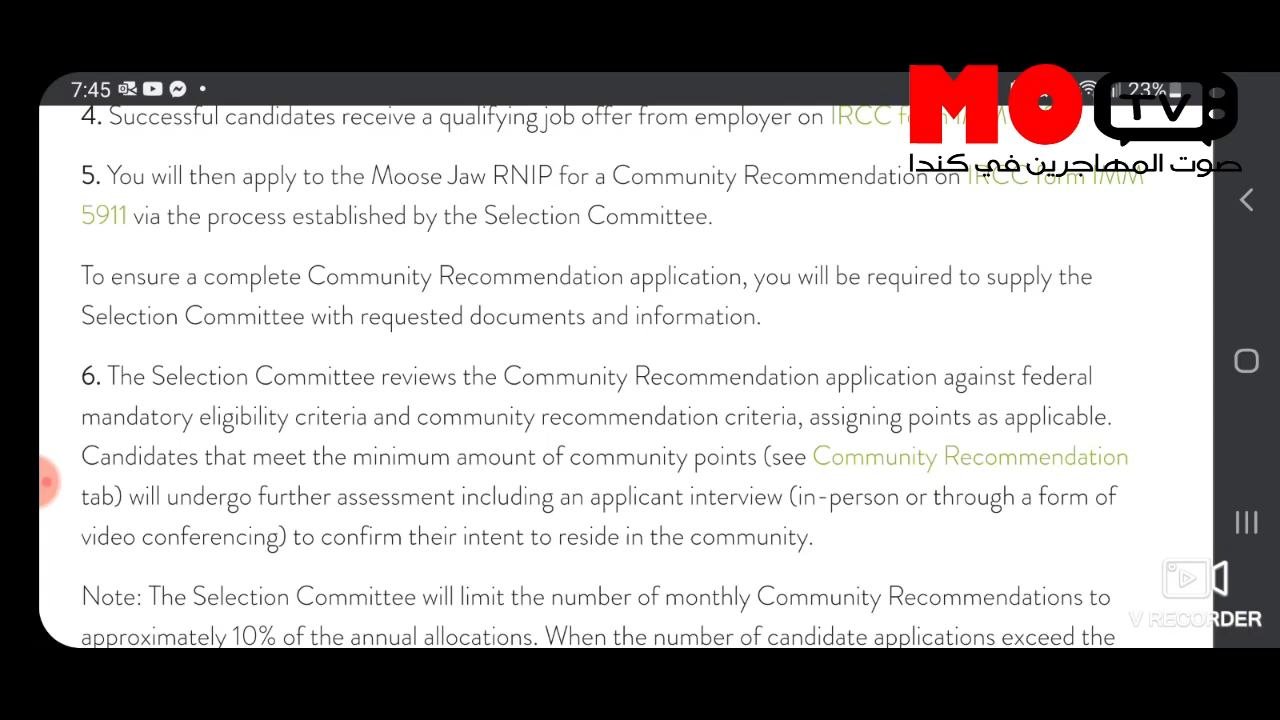 7:45
23%
MO TV
صوت المهاجرين في كندا
4. Successful candidates receive a qualifying job offer from employer on IRCC form IMM
5. You will then apply to the Moose Jaw RNIP for a Community Recommendation on IRCC form IMM
5911 via the process established by the Selection Committee.
To ensure a complete Community Recommendation application, you will be required to supply the
Selection Committee with requested documents and information.
6. The Selection Committee reviews the Community Recommendation application against federal
mandatory eligibility criteria and community recommendation criteria, assigning points as applicable.
Candidates that meet the minimum amount of community points (see Community Recommendation
tab) will undergo further assessment including an applicant interview (in-person or through a form of
video conferencing) to confirm their intent to reside in the community.
Note: The Selection Committee will limit the number of monthly Community Recommendations to
approximately 10% of the annual allocations. When the number of candidate applications exceed the
V RECORDER